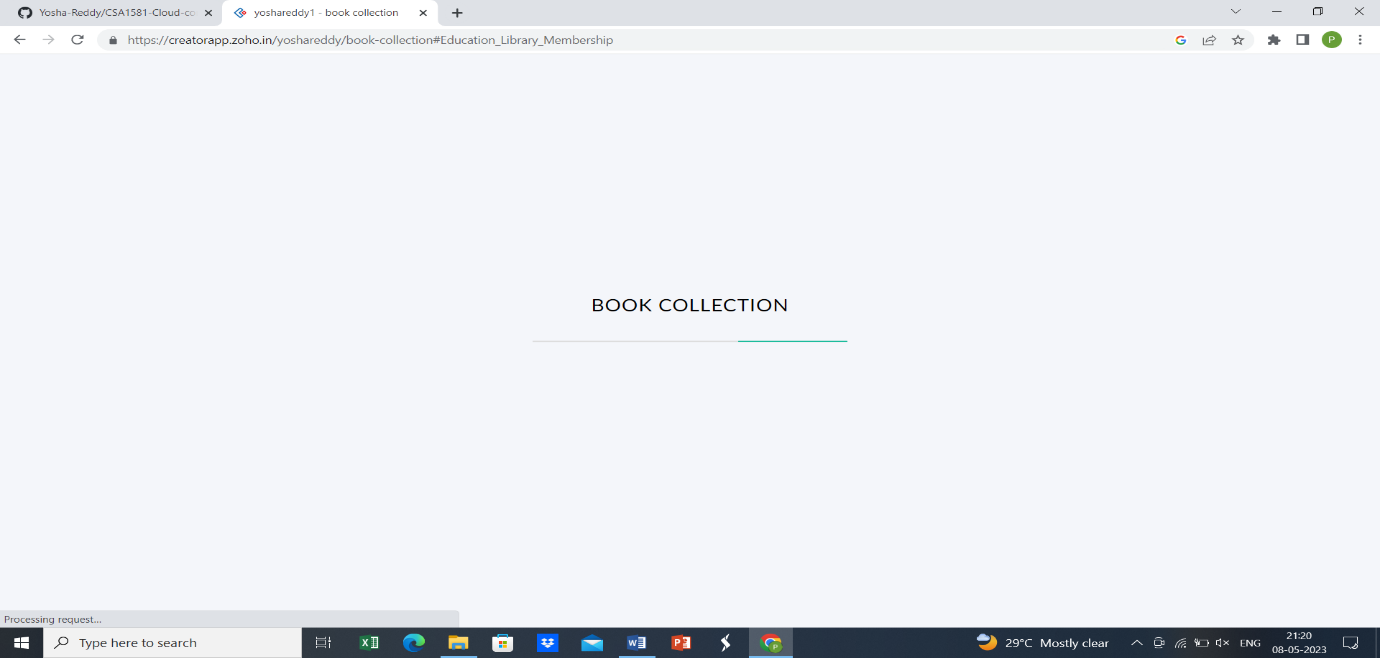 Yosha-Reddy/CSA1581-Cloud-co
yoshareddy1 - book collection
https://creatorapp.zoho.in/yoshareddy/book-collection#Education_Library_Membership
P
BOOK COLLECTION
Processing request...
Type here to search
29°C Mostly clear
ENG
21:20
08-05-2023